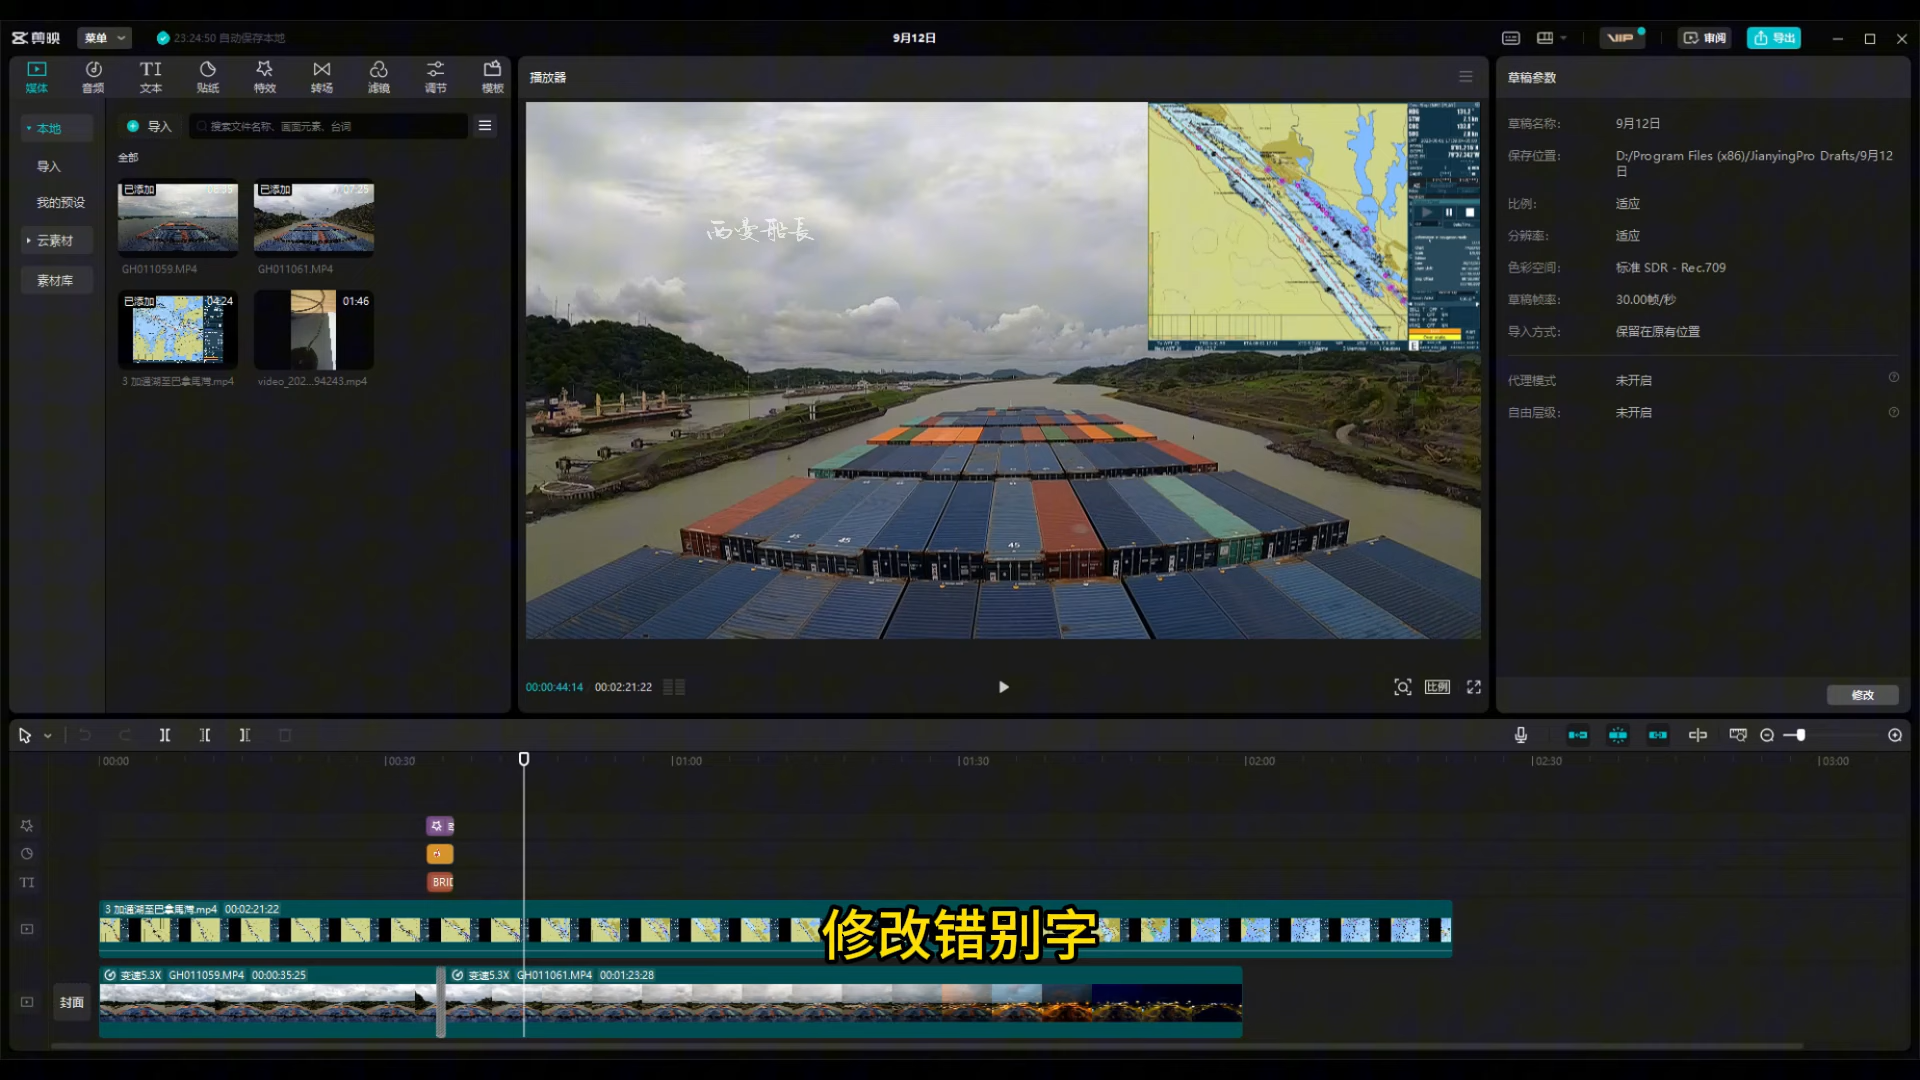 剪映
菜单
23:24:50 自动保存本地
9月12日
VIP
审阅
导出
媒体
音频
文本
贴纸
特效
转场
滤镜
调节
模板
本地
导入
我的预设
云素材
素材库
导入
搜索文件名称、画面元素、台词
全部
已添加
已添加
07:25
GH011059.MP4
GH011061.MP4
已添加
04:24
01:46
3 加通湖至巴拿馬灣.mp4
video_202...94243.mp4
播放器
西曼船長
45
00:00:44:14
00:02:21:22
比例
草稿参数
草稿名称:
9月12日
保存位置:
D:/Program Files (x86)/JianyingPro Drafts/9月12
日
比例:
适应
分辨率:
适应
色彩空间:
标准 SDR - Rec.709
草稿帧率:
30.00帧/秒
导入方式:
保留在原有位置
代理模式
未开启
自由层级:
未开启
修改
00:00
00:30
01:00
01:30
02:00
02:30
03:00
BRID
3 加通湖至巴拿馬灣.mp4 00:02:21:22
修改错别字
变速5.3X GH011059.MP4 00:00:35:25
变速5.3X GH011061.MP4 00:01:23:28
封面